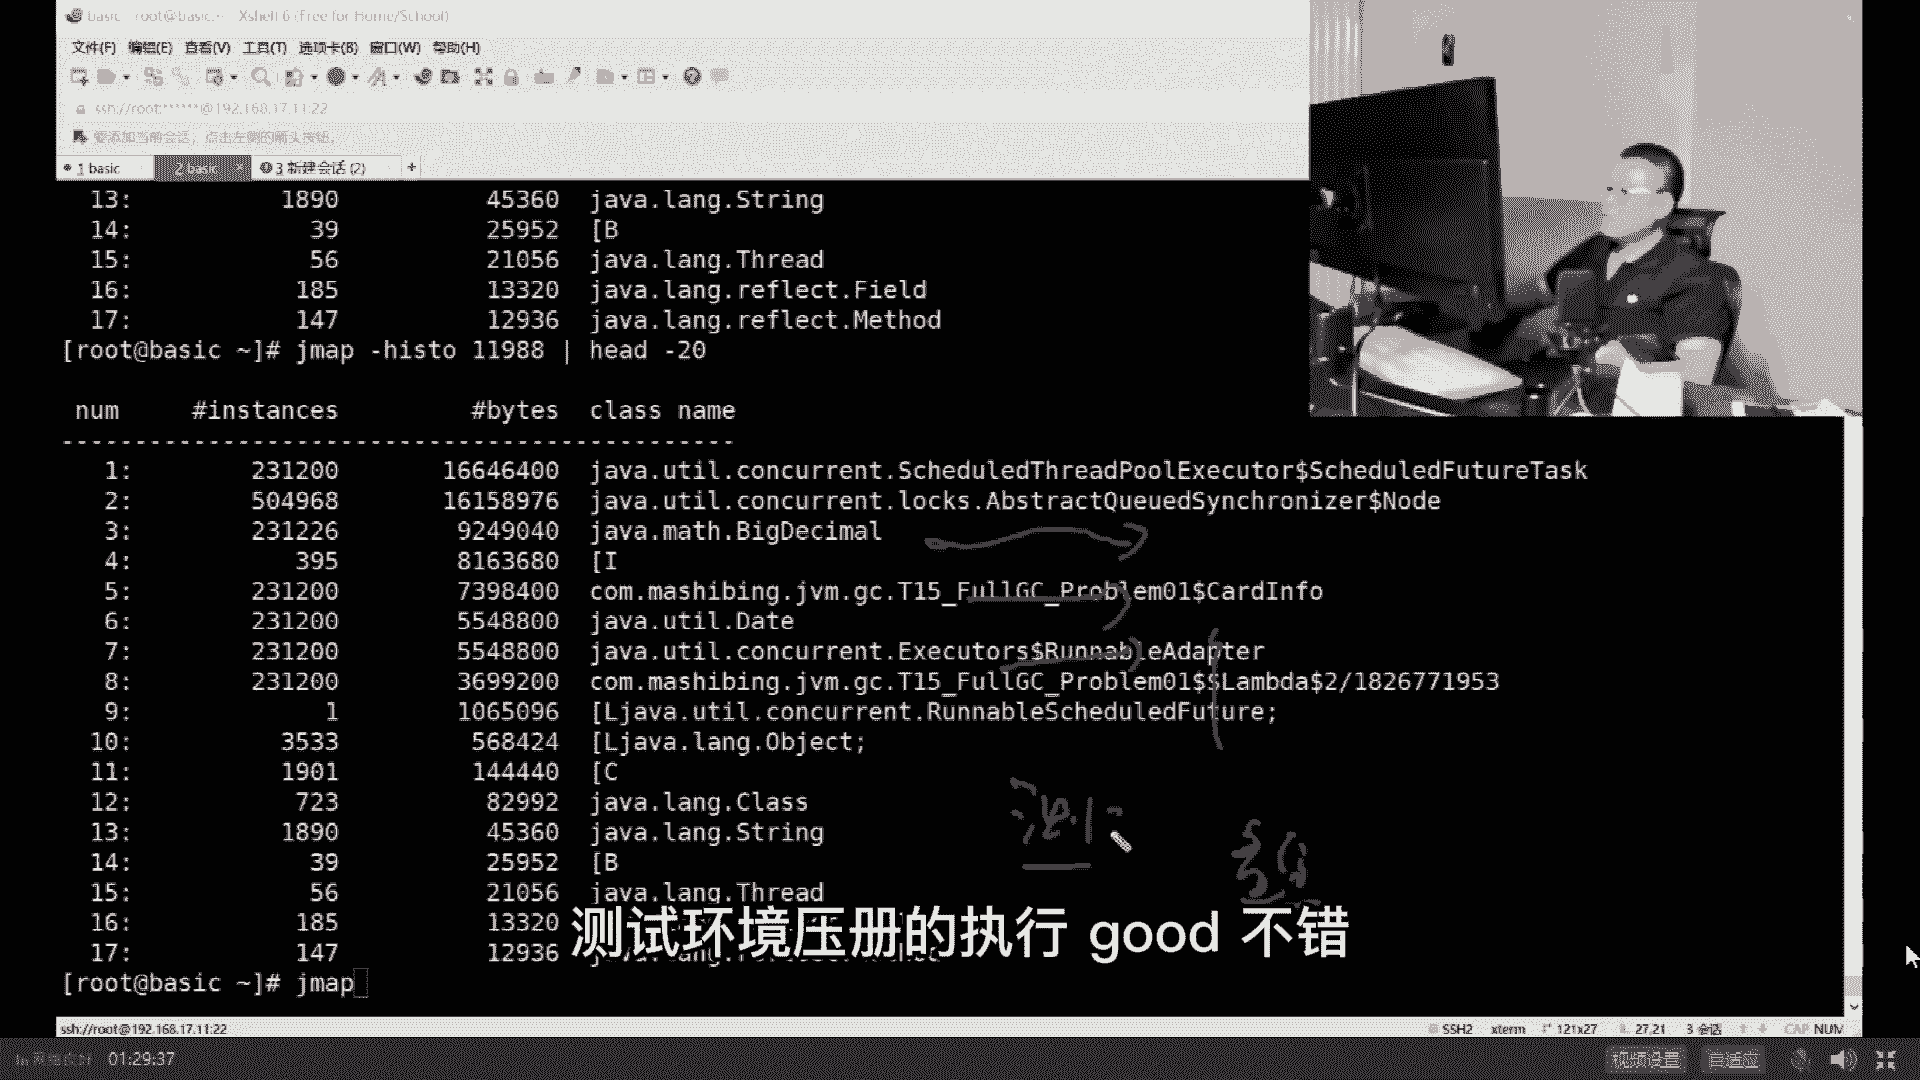 basic - root@basic:~ - Xshell 6 (Free for Home/School)
文件(F) 编辑(E) 查看(V) 工具(T) 选项卡(B) 窗口(W) 帮助(H)
ssh://root:******@192.168.17.11:22
要添加当前会话，点击左侧的箭头按钮。
1 basic 2 basic × 3 新建会话 (2) +
13: 1890 45360 java.lang.String
14: 39 25952 [B
15: 56 21056 java.lang.Thread
16: 185 13320 java.lang.reflect.Field
17: 147 12936 java.lang.reflect.Method
[root@basic ~]# jmap -histo 11988 | head -20
num #instances #bytes class name
----------------------------------------------
1: 231200 16646400 java.util.concurrent.ScheduledThreadPoolExecutor$ScheduledFutureTask
2: 504968 16158976 java.util.concurrent.locks.AbstractQueuedSynchronizer$Node
3: 231226 9249040 java.math.BigDecimal
4: 395 8163680 [I
5: 231200 7398400 com.mashibing.jvm.gc.T15_FullGC_Problem01$CardInfo
6: 231200 5548800 java.util.Date
7: 231200 5548800 java.util.concurrent.Executors$RunnableAdapter
8: 231200 3699200 com.mashibing.jvm.gc.T15_FullGC_Problem01$$Lambda$2/1826771953
9: 1 1065096 [Ljava.util.concurrent.RunnableScheduledFuture;
10: 3533 568424 [Ljava.lang.Object;
11: 1901 144440 [C
12: 723 82992 java.lang.Class
13: 1890 45360 java.lang.String
14: 39 25952 [B
15: 56 21056 java.lang.Thread
16: 185 13320
17: 147 12936
测试环境压册的执行 good 不错
[root@basic ~]# jmap
ssh://root@192.168.17.11:22 SSH2 xterm 121x27 27,21 3 会话 CAP NUM
01:29:37 视频设置 自适应